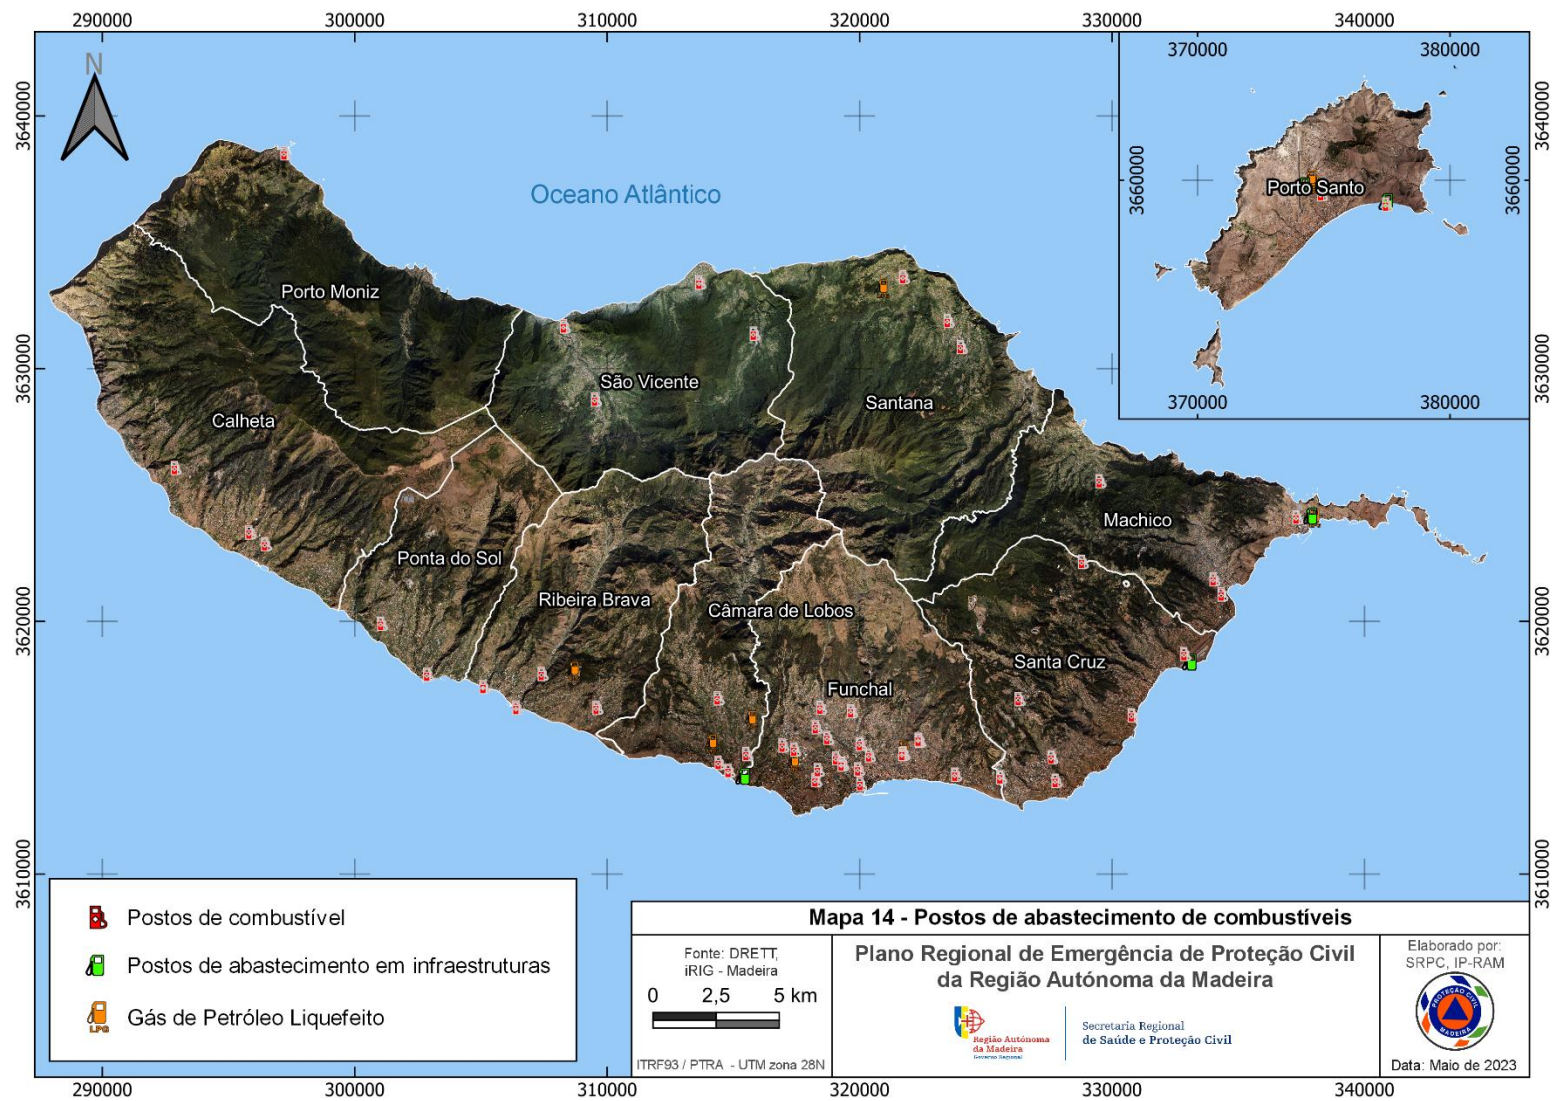 290000
300000
310000
320000
330000
340000
370000
380000
3640000
3640000
N
3660000
3660000
Porto Santo
Oceano Atlântico
Porto Moniz
3630000
3630000
São Vicente
Santana
370000
380000
Calheta
Machico
Ponta do Sol
Ribeira Brava
Câmara de Lobos
3620000
3620000
Santa Cruz
Funchal
3610000
3610000
Postos de combustível
Postos de abastecimento em infraestruturas
Gás de Petróleo Liquefeito
LPG
Mapa 14 - Postos de abastecimento de combustíveis
Fonte: DRETT,
iRIG - Madeira
0 2,5 5 km
ITRF93 / PTRA - UTM zona 28N
Plano Regional de Emergência de Proteção Civil
da Região Autónoma da Madeira
Região Autónoma
da Madeira
Governo Regional
Secretaria Regional
de Saúde e Proteção Civil
Elaborado por:
SRPC, IP-RAM
PROTEÇÃO CIVIL
MADEIRA
Data: Maio de 2023
290000
300000
310000
320000
330000
340000